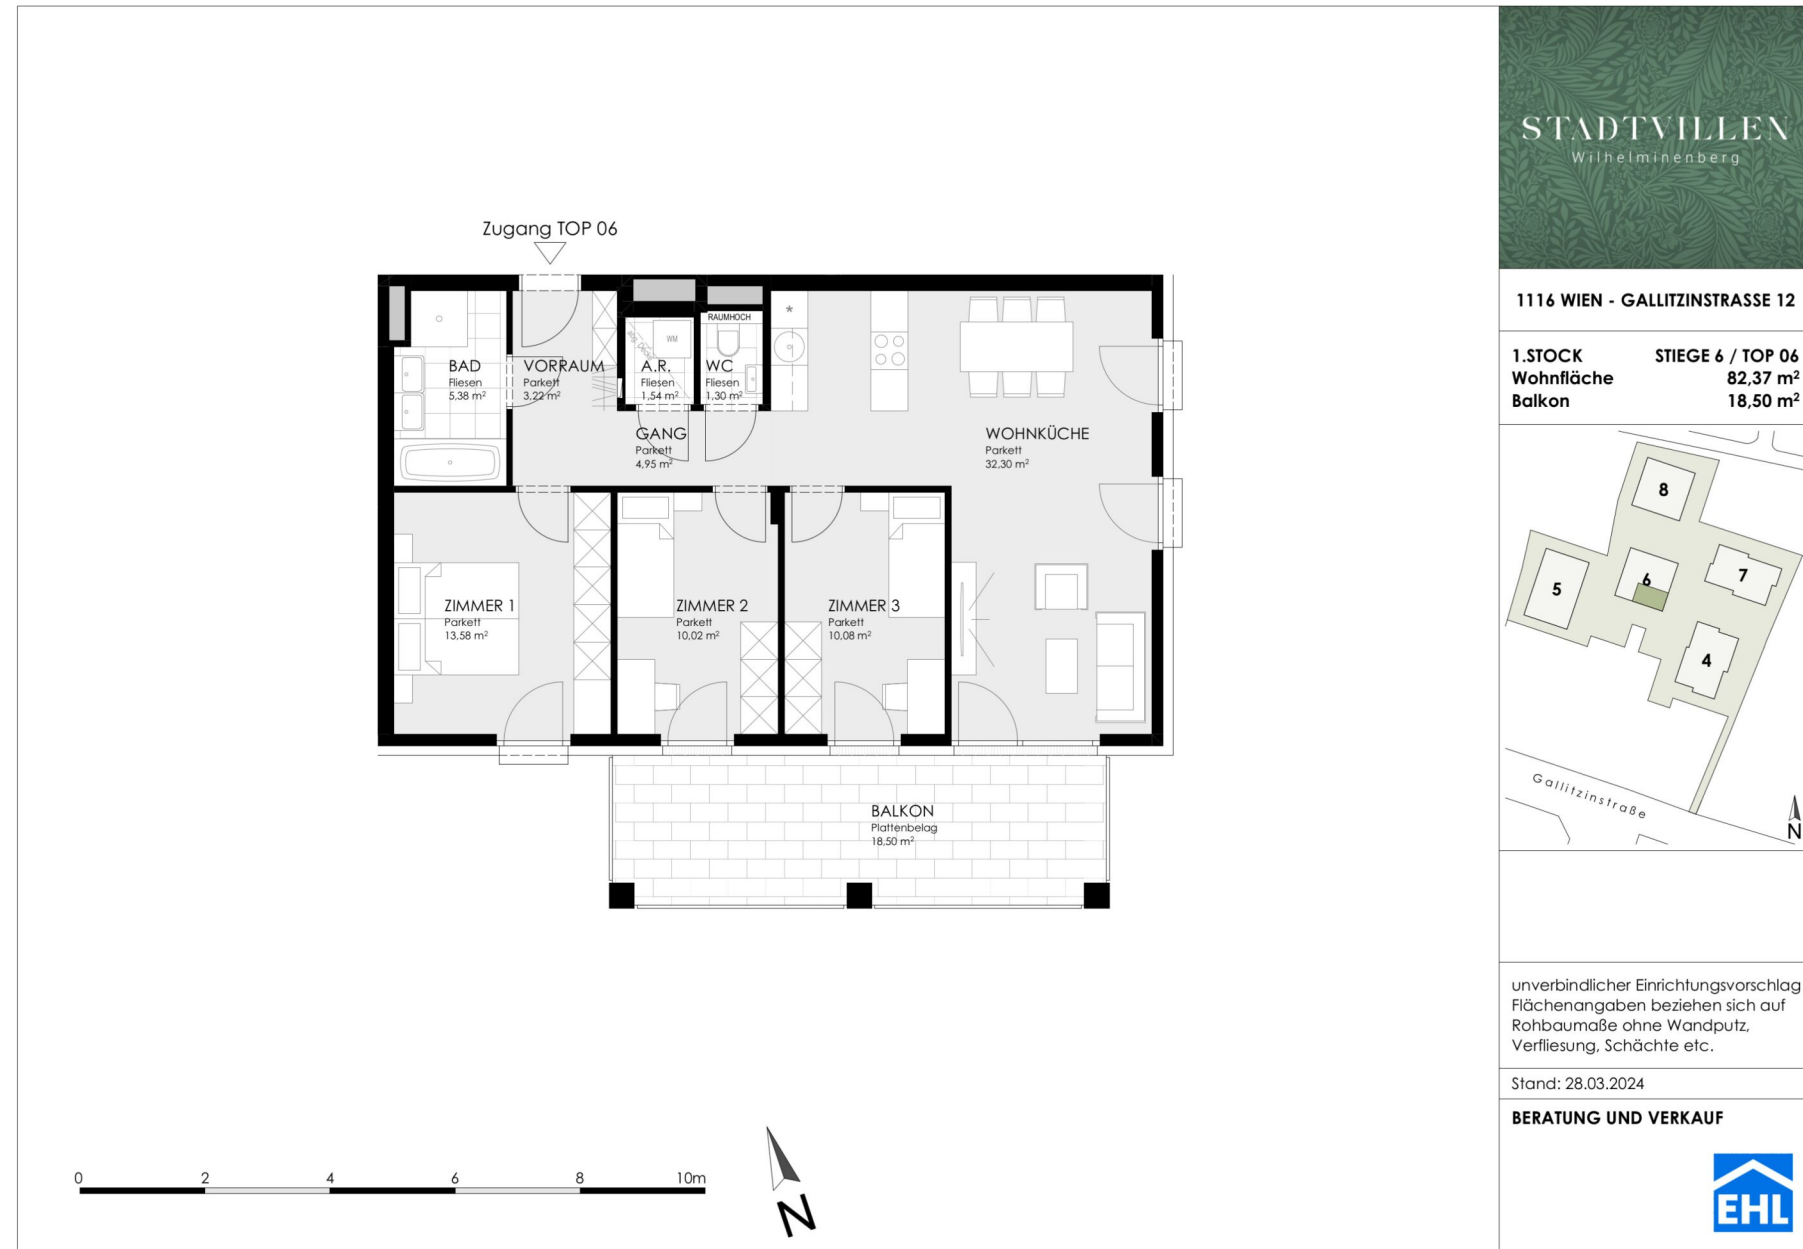 STADTVILLEN
Wilhelminenberg
1116 WIEN - GALLITZINSTRASSE 12
1.STOCK STIEGE 6 / TOP 06
Wohnfläche 82,37 m²
Balkon 18,50 m²
8
5
6
7
4
Gallitzinstraße
N
unverbindlicher Einrichtungsvorschlag
Flächenangaben beziehen sich auf
Rohbaumaße ohne Wandputz,
Verfliesung, Schächte etc.
Stand: 28.03.2024
BERATUNG UND VERKAUF
EHL
Zugang TOP 06
RAUMHOCH
*
WM
abg. Decke
BAD
Fliesen
5,38 m²
VORRAUM
Parkett
3,22 m²
A.R.
Fliesen
1,54 m²
WC
Fliesen
1,30 m²
GANG
Parkett
4,95 m²
WOHNKÜCHE
Parkett
32,30 m²
ZIMMER 1
Parkett
13,58 m²
ZIMMER 2
Parkett
10,02 m²
ZIMMER 3
Parkett
10,08 m²
BALKON
Plattenbelag
18,50 m²
0 2 4 6 8 10m
N